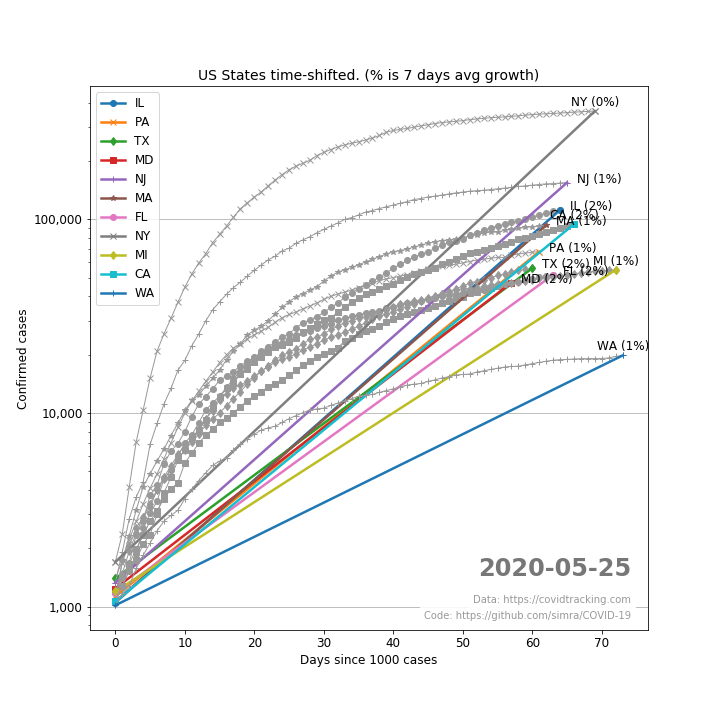 US States time-shifted. (% is 7 days avg growth)
IL
PA
TX
MD
NJ
MA
FL
NY
MI
CA
WA
NY (0%)
NJ (1%)
IL (2%)
CA (2%)
MA (1%)
PA (1%)
TX (2%)
MI (1%)
FL (2%)
MD (2%)
WA (1%)
Confirmed cases
100,000
10,000
1,000
2020-05-25
Data: https://covidtracking.com
Code: https://github.com/simra/COVID-19
0 10 20 30 40 50 60 70
Days since 1000 cases